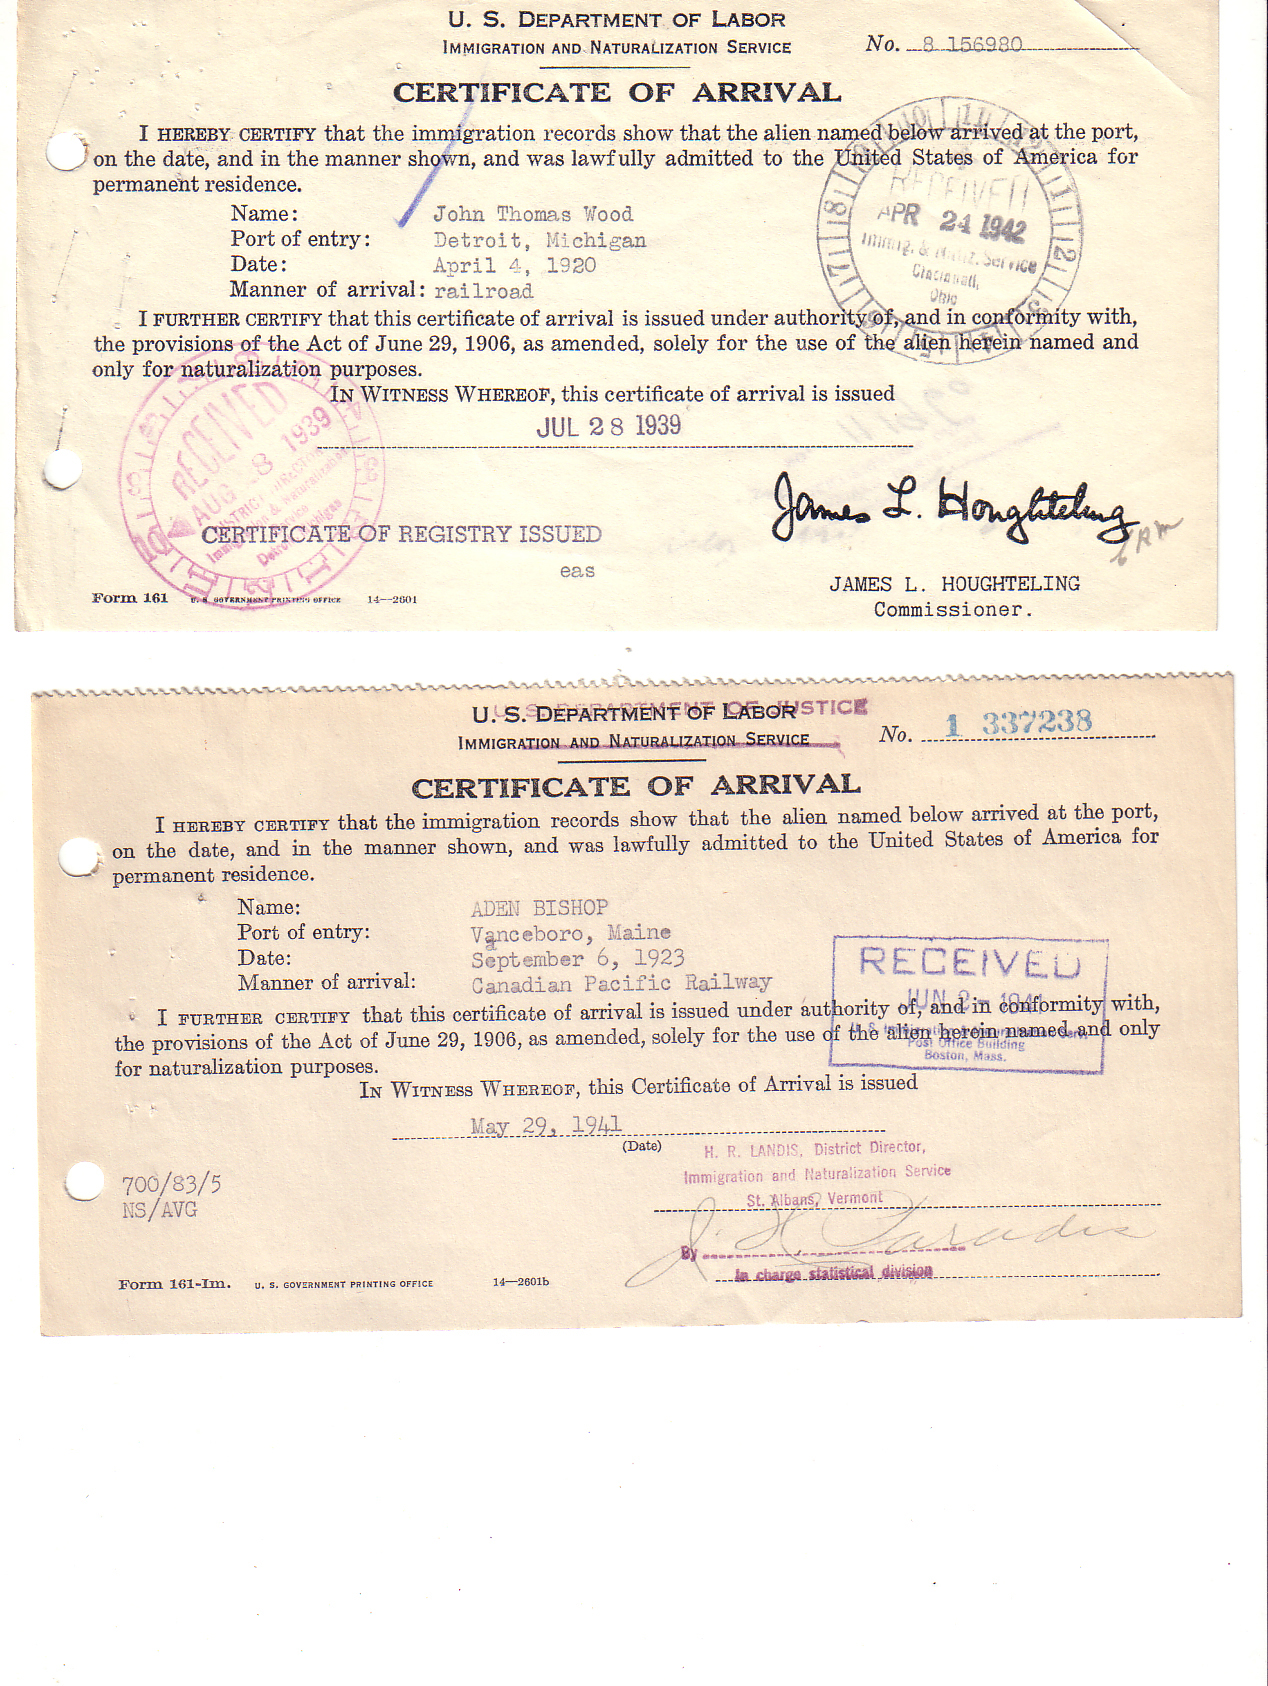 U. S. DEPARTMENT OF LABOR
IMMIGRATION AND NATURALIZATION SERVICE
No. 8 156980
CERTIFICATE OF ARRIVAL
I HEREBY CERTIFY that the immigration records show that the alien named below arrived at the port,
on the date, and in the manner shown, and was lawfully admitted to the United States of America for
permanent residence.
Name: John Thomas Wood
Port of entry: Detroit, Michigan
Date: April 4, 1920
Manner of arrival: railroad
RECEIVED
APR 24 1942
Immig. & Natz. Service
Cincinnati,
Ohio
I FURTHER CERTIFY that this certificate of arrival is issued under authority of, and in conformity with,
the provisions of the Act of June 29, 1906, as amended, solely for the use of the alien herein named and
only for naturalization purposes.
IN WITNESS WHEREOF, this certificate of arrival is issued
JUL 28 1939
RECEIVED
AUG 8 1939
James L. Houghteling
CERTIFICATE OF REGISTRY ISSUED
eas
JAMES L. HOUGHTELING
Commissioner.
Form 161 U. S. GOVERNMENT PRINTING OFFICE 14—2601
U. S. DEPARTMENT OF JUSTICE
U. S. DEPARTMENT OF LABOR
IMMIGRATION AND NATURALIZATION SERVICE
No. 1 337238
CERTIFICATE OF ARRIVAL
I HEREBY CERTIFY that the immigration records show that the alien named below arrived at the port,
on the date, and in the manner shown, and was lawfully admitted to the United States of America for
permanent residence.
Name: ADEN BISHOP
Port of entry: Vanceboro, Maine
Date: September 6, 1923
Manner of arrival: Canadian Pacific Railway
RECEIVED
JUN 2 - 1941
Post Office Building
Boston, Mass.
I FURTHER CERTIFY that this certificate of arrival is issued under authority of, and in conformity with,
the provisions of the Act of June 29, 1906, as amended, solely for the use of the alien herein named and only
for naturalization purposes.
IN WITNESS WHEREOF, this Certificate of Arrival is issued
May 29, 1941
(Date)
H. R. LANDIS, District Director,
Immigration and Naturalization Service
St. Albans, Vermont
700/83/5
NS/AVG
By
In charge statistical division
Form 161-Im. U. S. GOVERNMENT PRINTING OFFICE 14—2601b